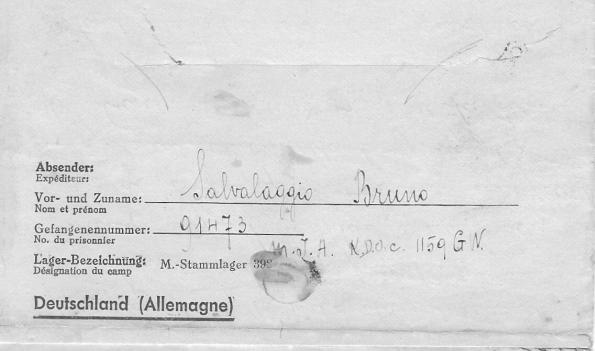 Absender:
Expéditeur:
Vor- und Zuname: Salvalaggio Bruno
Nom et prénom
Gefangenennummer: 91473
No. du prisonnier
M. J. A. K.D.o.c. 1159 G N.
Lager-Bezeichnung: M.-Stammlager 398
Désignation du camp
Deutschland (Allemagne)